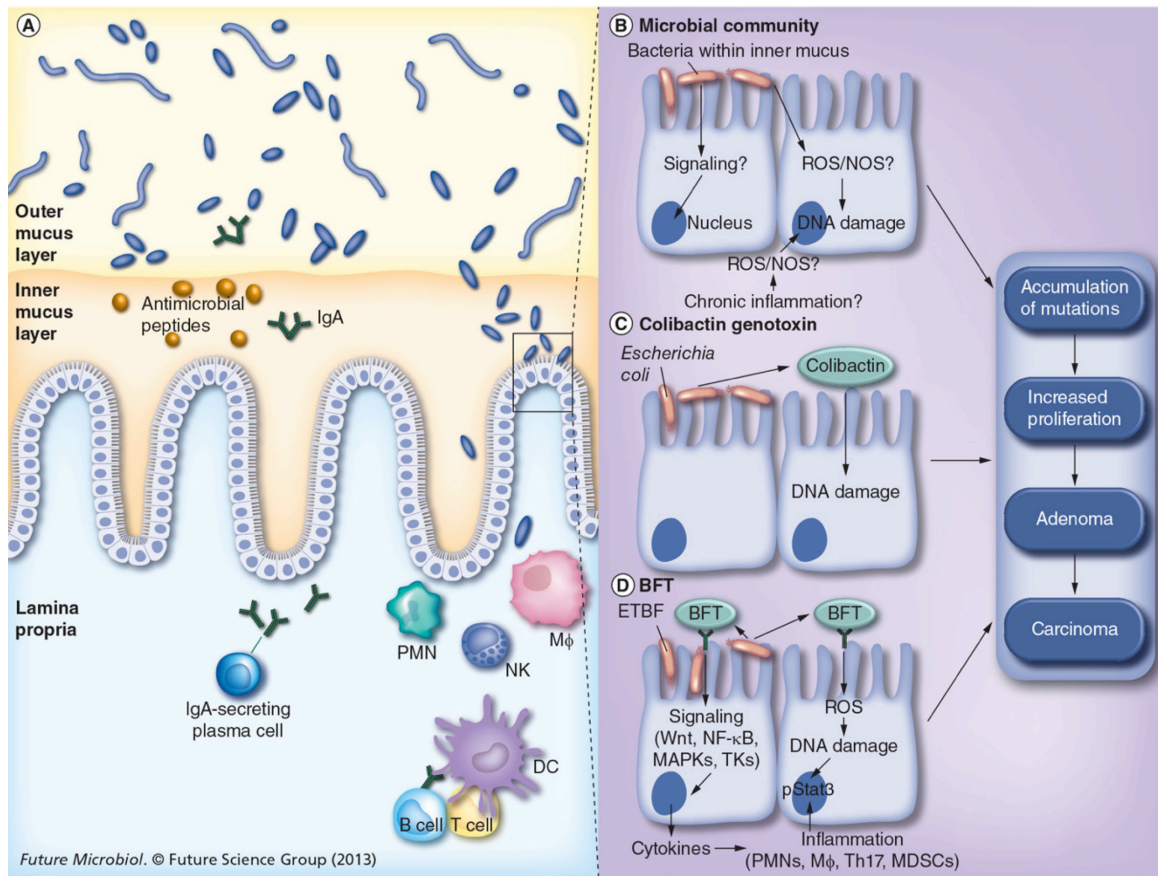 A
Outer
mucus
layer
Inner
mucus
layer
Antimicrobial
peptides
IgA
Lamina
propria
PMN
NK
Mϕ
IgA-secreting
plasma cell
DC
B cell
T cell
Future Microbiol. © Future Science Group (2013)
B Microbial community
Bacteria within inner mucus
Signaling?
ROS/NOS?
Nucleus
DNA damage
ROS/NOS?
Chronic inflammation?
C Colibactin genotoxin
Escherichia
coli
Colibactin
DNA damage
D BFT
ETBF
BFT
BFT
Signaling
(Wnt, NF-κB,
MAPKs, TKs)
ROS
DNA damage
pStat3
Cytokines
Inflammation
(PMNs, Mϕ, Th17, MDSCs)
Accumulation
of mutations
Increased
proliferation
Adenoma
Carcinoma